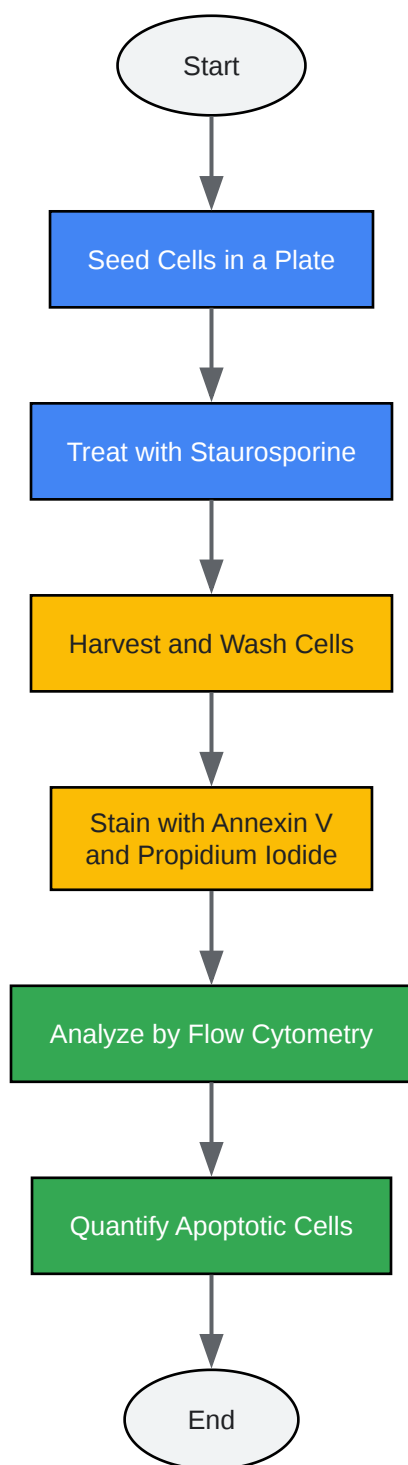 Start
Seed Cells in a Plate
Treat with Staurosporine
Harvest and Wash Cells
Stain with Annexin V
and Propidium Iodide
Analyze by Flow Cytometry
Quantify Apoptotic Cells
End